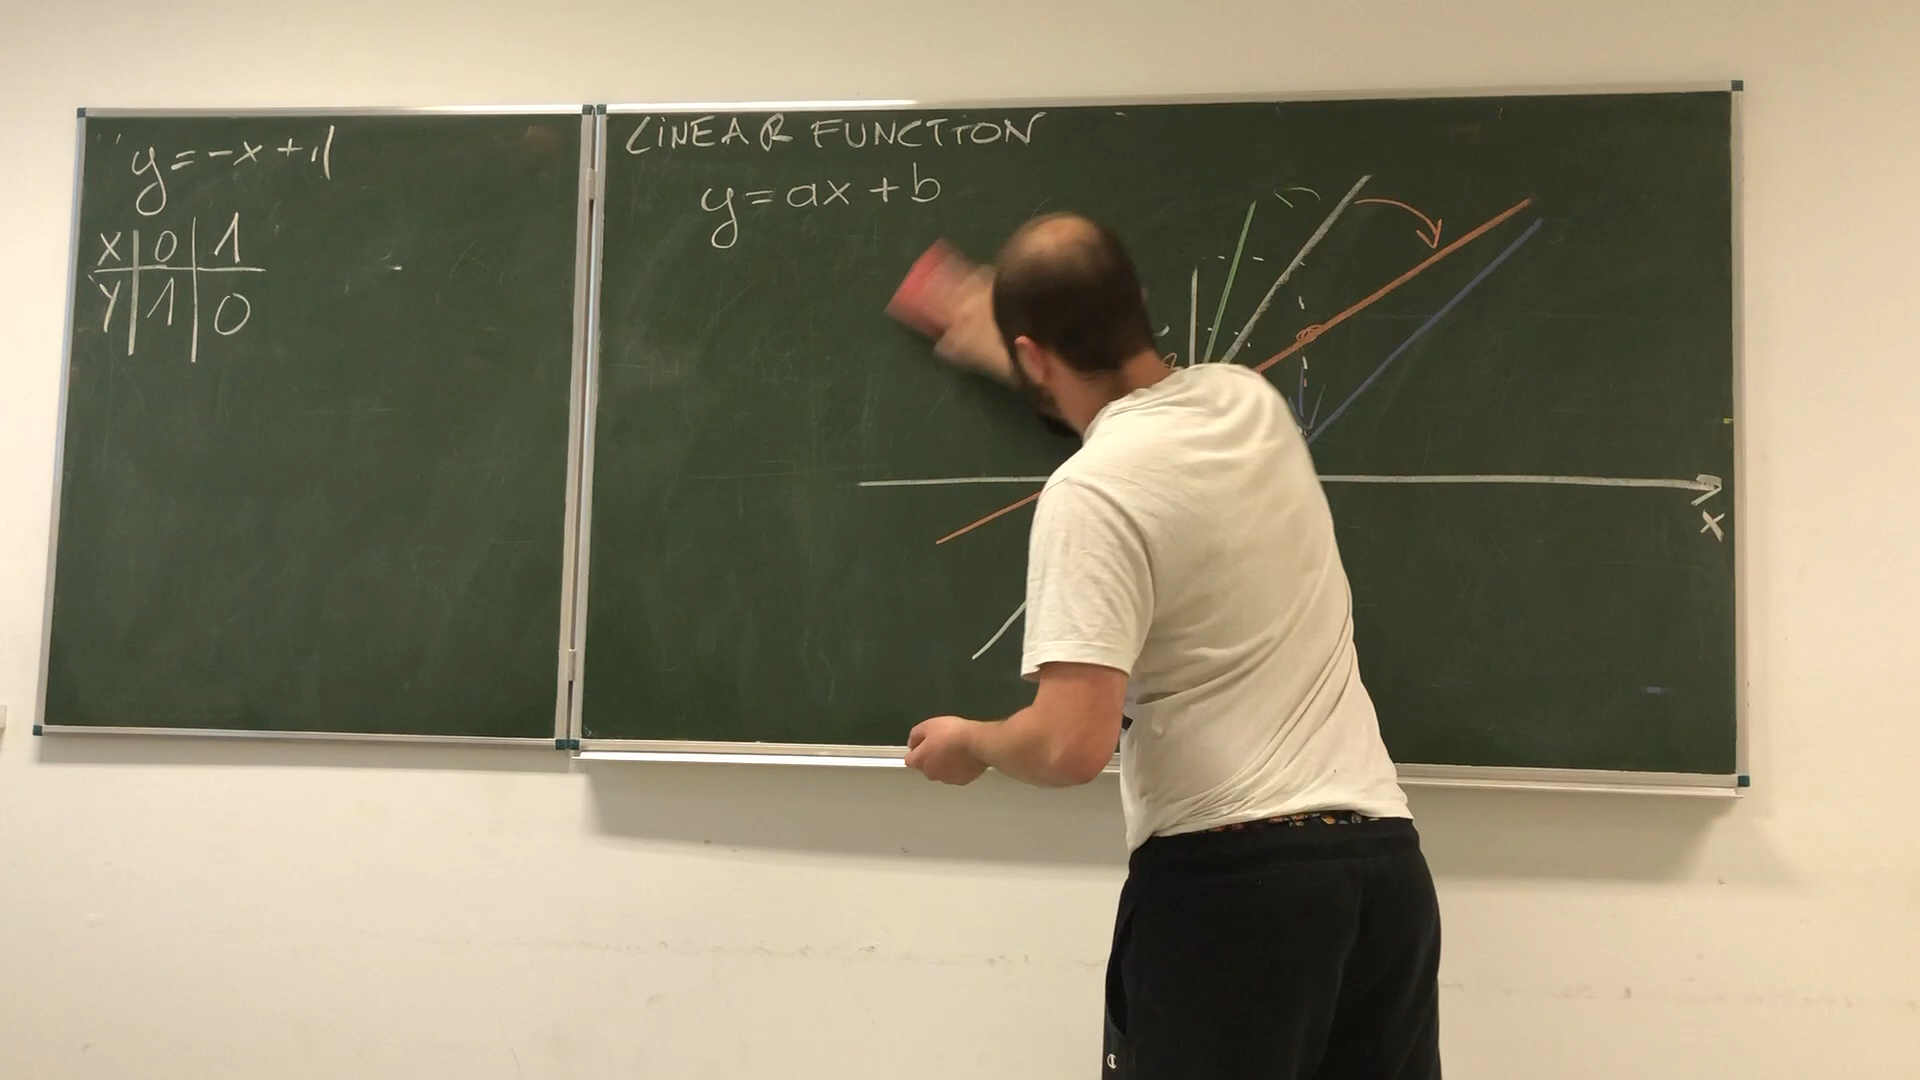 y=-x+1
x 0 1
y 1 0
LiNEAR FUNCTiON
y=ax+b
x